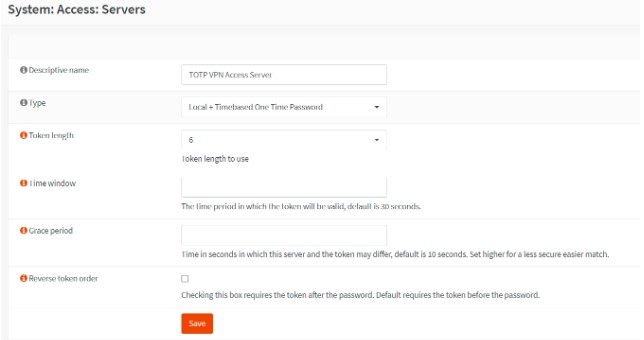 System: Access: Servers
Descriptive name
TOTP VPN Access Server
Type
Local + Timebased One Time Password
Token length
6
Token length to use
Time window
The time period in which the token will be valid, default is 30 seconds.
Grace period
Time in seconds in which this server and the token may differ, default is 10 seconds. Set higher for a less secure easier match.
Reverse token order
Checking this box requires the token after the password. Default requires the token before the password.
Save